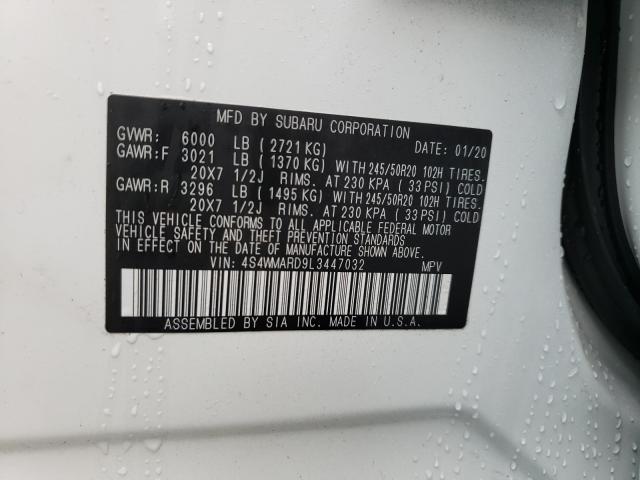 MFD BY SUBARU CORPORATION
GVWR: 6000 LB (2721 KG) DATE: 01/20
GAWR:F 3021 LB (1370 KG) WITH 245/50R20 102H TIRES.
20X7 1/2J RIMS. AT 230 KPA (33 PSI) COLD
GAWR:R 3296 LB (1495 KG) WITH 245/50R20 102H TIRES.
20X7 1/2J RIMS. AT 230 KPA (33 PSI) COLD
THIS VEHICLE CONFORMS TO ALL APPLICABLE FEDERAL MOTOR
VEHICLE SAFETY AND THEFT PREVENTION STANDARDS
IN EFFECT ON THE DATE OF MANUFACTURE SHOWN ABOVE.
VIN: 4S4WMARD9L3447032 MPV
ASSEMBLED BY SIA INC. MADE IN U.S.A.